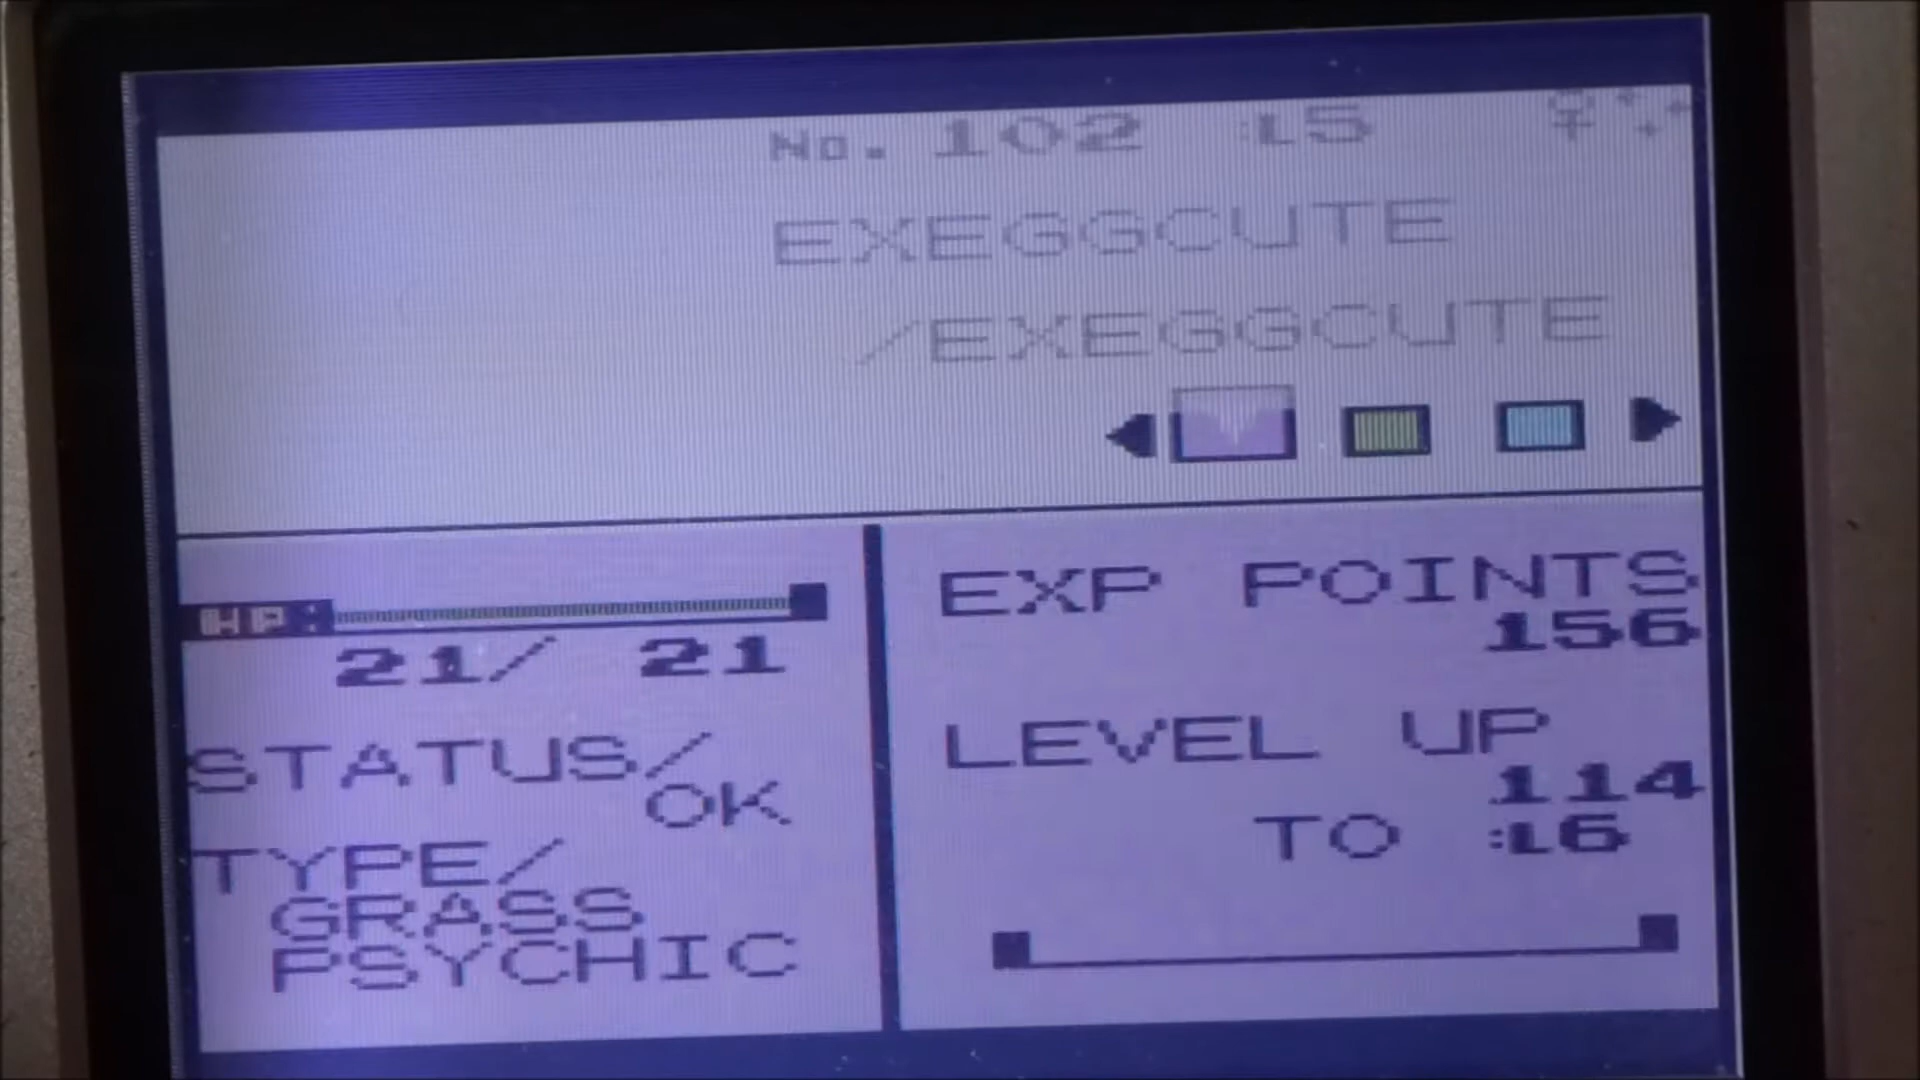 No. 102 :L5 ♀
EXEGGCUTE
/EXEGGCUTE
HP:
21/ 21
STATUS/
OK
TYPE/
GRASS
PSYCHIC
EXP POINTS
156
LEVEL UP
114
TO :L6